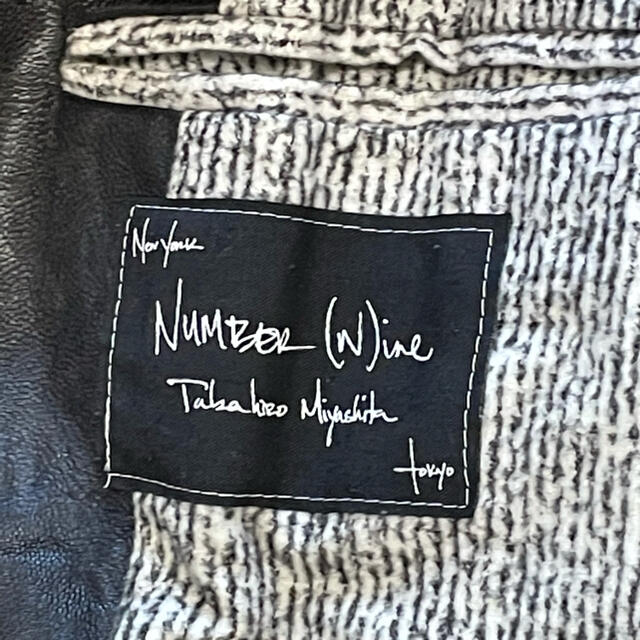 New York
NUMBER (N)ine
Takahiro Miyashita
Tokyo